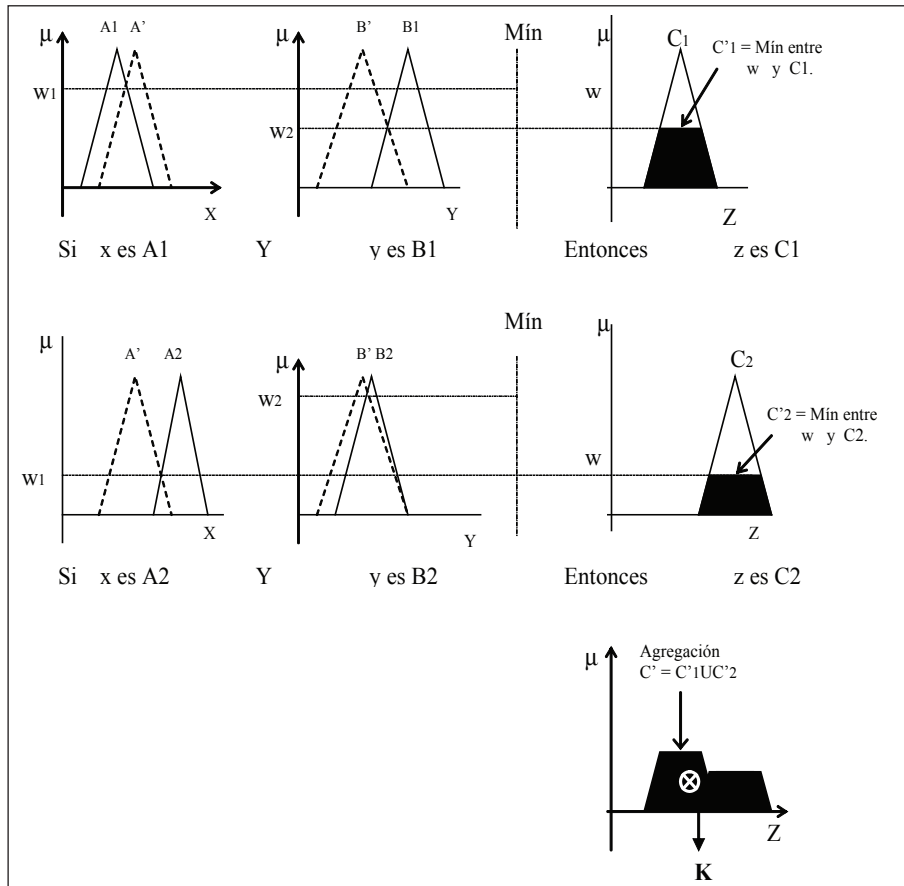 A1 A' B' B1 Mín
μ μ μ C1
C'1 = Mín entre
w y C1.
W1 w
W2
X Y Z
Si x es A1 Y y es B1 Entonces z es C1
Mín
μ A' A2 μ B' B2 μ C2
W2 C'2 = Mín entre
w y C2.
W1 w
X Y Z
Si x es A2 Y y es B2 Entonces z es C2
Agregación
μ C' = C'1UC'2
Z
K